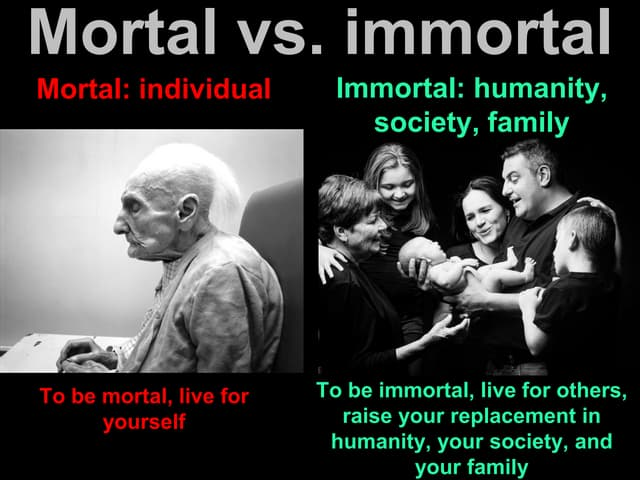 Mortal vs. immortal
Mortal: individual
Immortal: humanity,
society, family
To be mortal, live for
yourself
To be immortal, live for others,
raise your replacement in
humanity, your society, and
your family